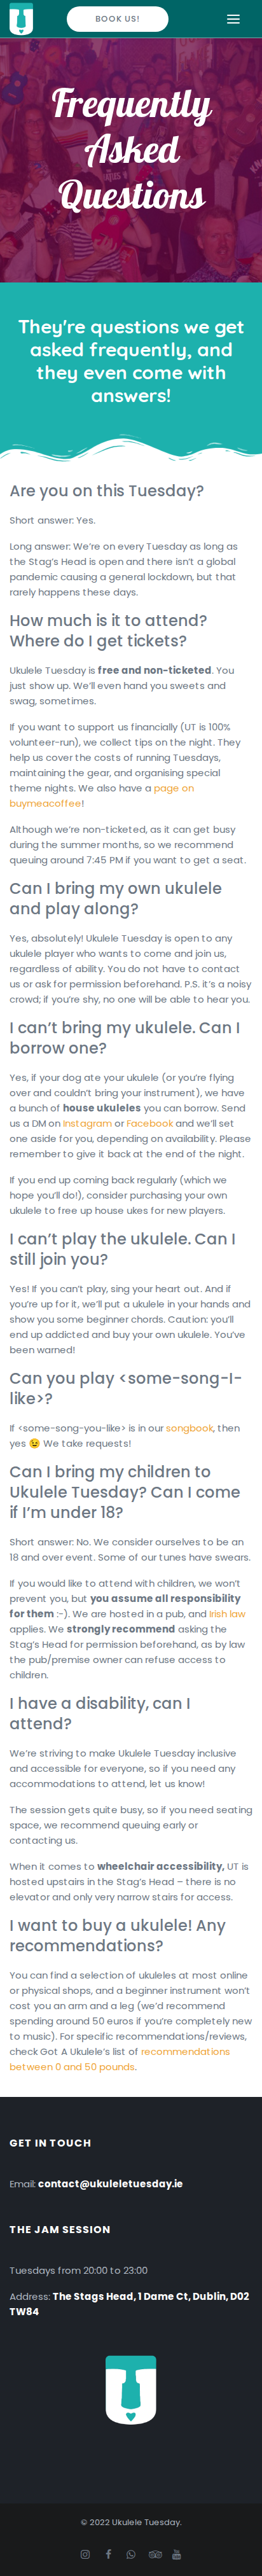 BOOK US!
Frequently
Asked
Questions
They're questions we get
asked frequently, and
they even come with
answers!
Are you on this Tuesday?
Short answer: Yes.
Long answer: We're on every Tuesday as long as
the Stag's Head is open and there isn't a global
pandemic causing a general lockdown, but that
rarely happens these days.
How much is it to attend?
Where do I get tickets?
Ukulele Tuesday is free and non-ticketed. You
just show up. We'll even hand you sweets and
swag, sometimes.
If you want to support us financially (UT is 100%
volunteer-run), we collect tips on the night. They
help us cover the costs of running Tuesdays,
maintaining the gear, and organising special
theme nights. We also have a page on
buymeacoffee!
Although we're non-ticketed, as it can get busy
during the summer months, so we recommend
queuing around 7:45 PM if you want to get a seat.
Can I bring my own ukulele
and play along?
Yes, absolutely! Ukulele Tuesday is open to any
ukulele player who wants to come and join us,
regardless of ability. You do not have to contact
us or ask for permission beforehand. P.S. it's a noisy
crowd; if you're shy, no one will be able to hear you.
I can't bring my ukulele. Can I
borrow one?
Yes, if your dog ate your ukulele (or you're flying
over and couldn't bring your instrument), we have
a bunch of house ukuleles you can borrow. Send
us a DM on Instagram or Facebook and we'll set
one aside for you, depending on availability. Please
remember to give it back at the end of the night.
If you end up coming back regularly (which we
hope you'll do!), consider purchasing your own
ukulele to free up house ukes for new players.
I can't play the ukulele. Can I
still join you?
Yes! If you can't play, sing your heart out. And if
you're up for it, we'll put a ukulele in your hands and
show you some beginner chords. Caution: you'll
end up addicted and buy your own ukulele. You've
been warned!
Can you play <some-song-I-
like>?
If <some-song-you-like> is in our songbook, then
yes 😉 We take requests!
Can I bring my children to
Ukulele Tuesday? Can I come
if I'm under 18?
Short answer: No. We consider ourselves to be an
18 and over event. Some of our tunes have swears.
If you would like to attend with children, we won't
prevent you, but you assume all responsibility
for them :-). We are hosted in a pub, and Irish law
applies. We strongly recommend asking the
Stag's Head for permission beforehand, as by law
the pub/premise owner can refuse access to
children.
I have a disability, can I
attend?
We're striving to make Ukulele Tuesday inclusive
and accessible for everyone, so if you need any
accommodations to attend, let us know!
The session gets quite busy, so if you need seating
space, we recommend queuing early or
contacting us.
When it comes to wheelchair accessibility, UT is
hosted upstairs in the Stag's Head – there is no
elevator and only very narrow stairs for access.
I want to buy a ukulele! Any
recommendations?
You can find a selection of ukuleles at most online
or physical shops, and a beginner instrument won't
cost you an arm and a leg (we'd recommend
spending around 50 euros if you're completely new
to music). For specific recommendations/reviews,
check Got A Ukulele's list of recommendations
between 0 and 50 pounds.
GET IN TOUCH
Email: contact@ukuleletuesday.ie
THE JAM SESSION
Tuesdays from 20:00 to 23:00
Address: The Stags Head, 1 Dame Ct, Dublin, D02
TW84
© 2022 Ukulele Tuesday.